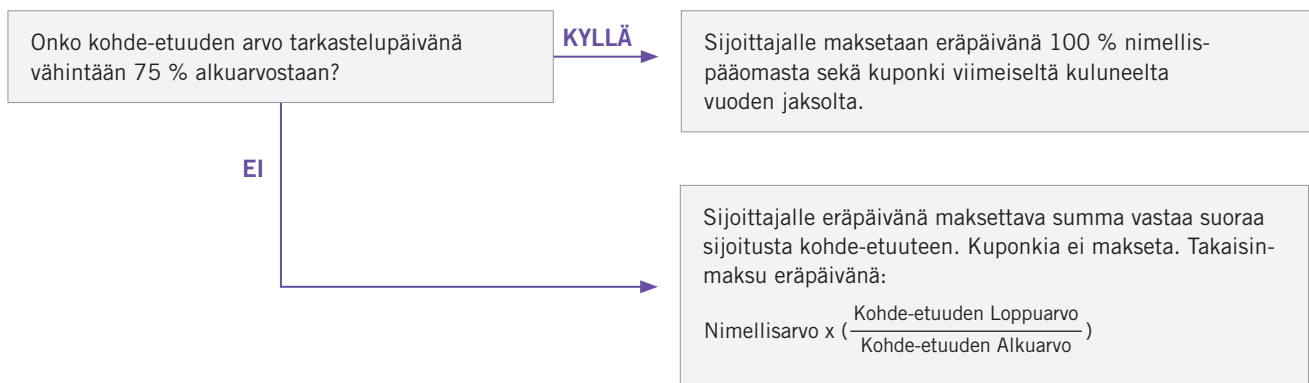 Onko kohde-etuuden arvo tarkastelupäivänä
vähintään 75 % alkuarvostaan?
KYLLÄ
Sijoittajalle maksetaan eräpäivänä 100 % nimellis-
pääomasta sekä kuponki viimeiseltä kuluneelta
vuoden jaksolta.
EI
Sijoittajalle eräpäivänä maksettava summa vastaa suoraa
sijoitusta kohde-etuuteen. Kuponkia ei makseta. Takaisin-
maksu eräpäivänä:
Nimellisarvo x (Kohde-etuuden Loppuarvo
Kohde-etuuden Alkuarvo)